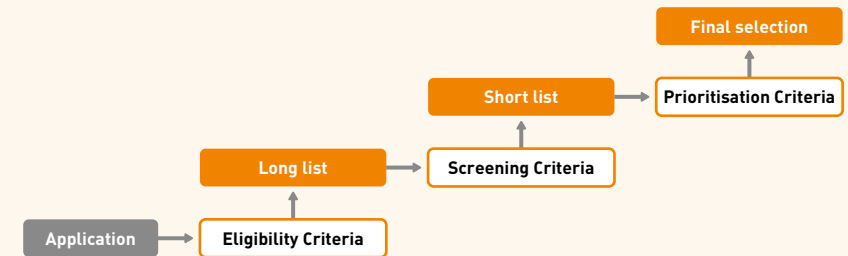 Final selection
Short list
Prioritisation Criteria
Long list
Screening Criteria
Application
Eligibility Criteria